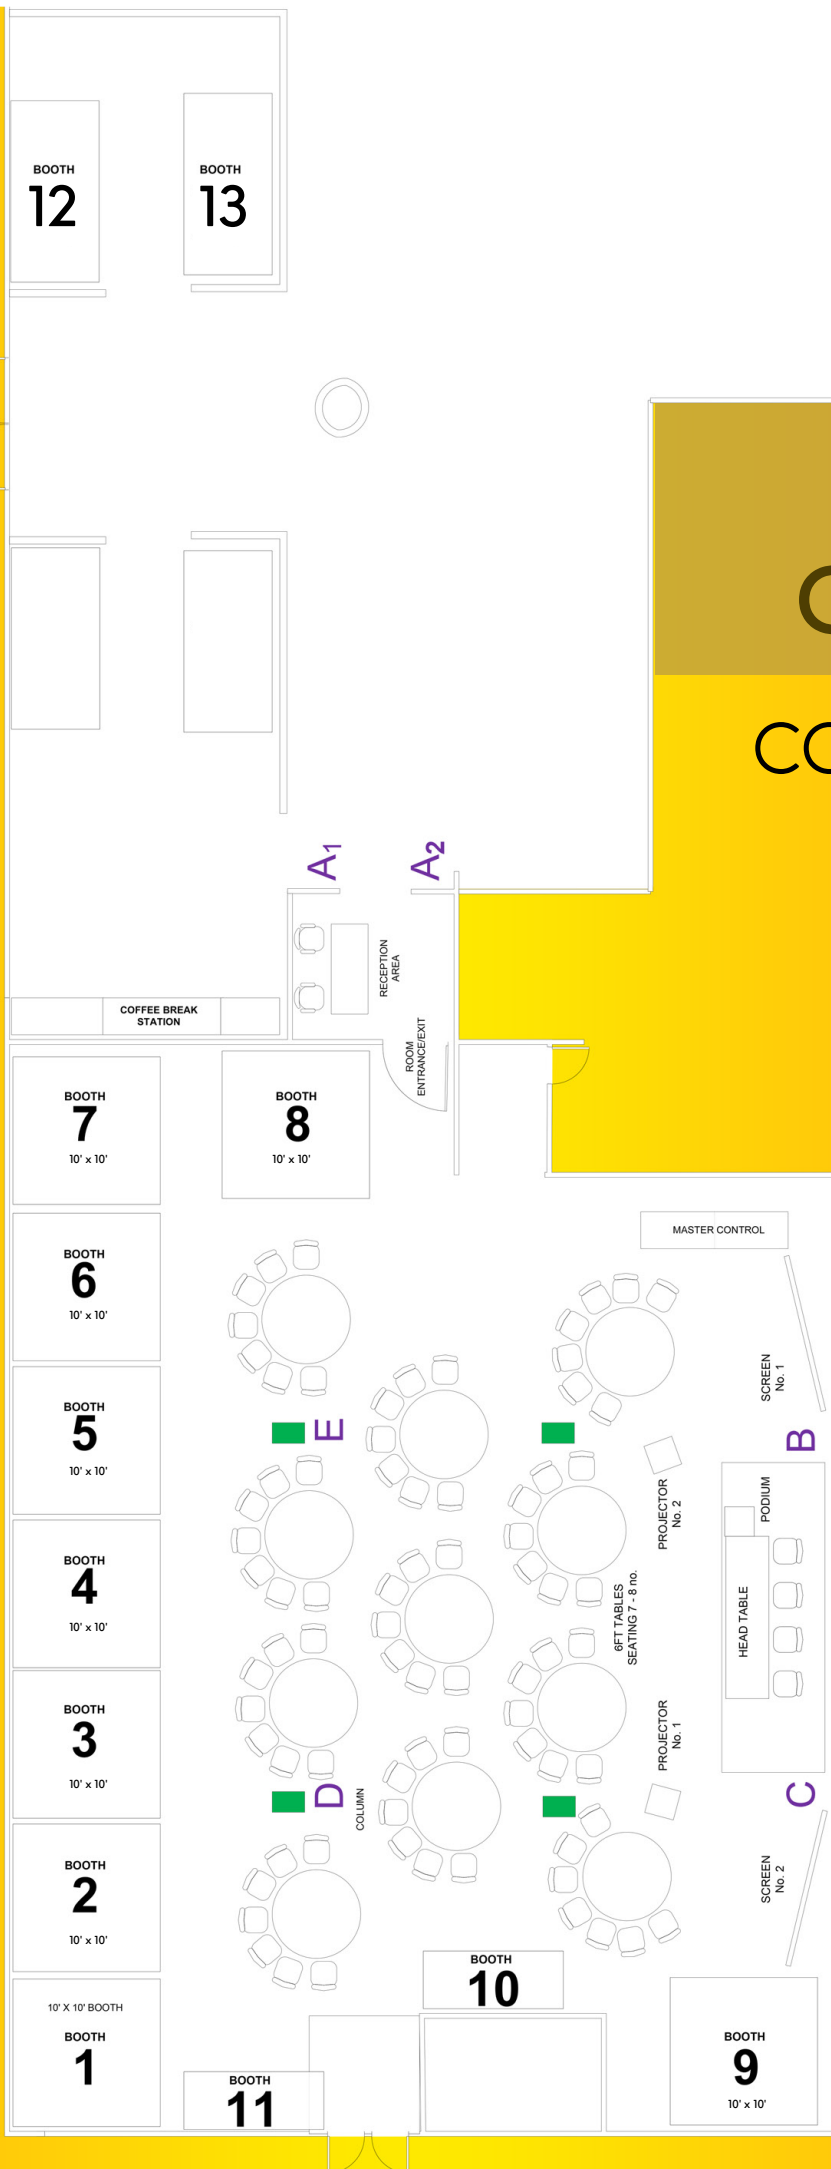 BOOTH
12
BOOTH
13
CO
A1
A2
RECEPTION
AREA
COFFEE BREAK
STATION
ROOM
ENTRANCE/EXIT
BOOTH
7
10' x 10'
BOOTH
8
10' x 10'
MASTER CONTROL
BOOTH
6
10' x 10'
SCREEN
No. 1
BOOTH
5
10' x 10'
E
B
PROJECTOR
No. 2
PODIUM
BOOTH
4
10' x 10'
6FT TABLES
SEATING 7 - 8 no.
HEAD TABLE
BOOTH
3
10' x 10'
PROJECTOR
No. 1
D
COLUMN
C
BOOTH
2
10' x 10'
SCREEN
No. 2
BOOTH
10
10' X 10' BOOTH
BOOTH
1
BOOTH
11
BOOTH
9
10' x 10'